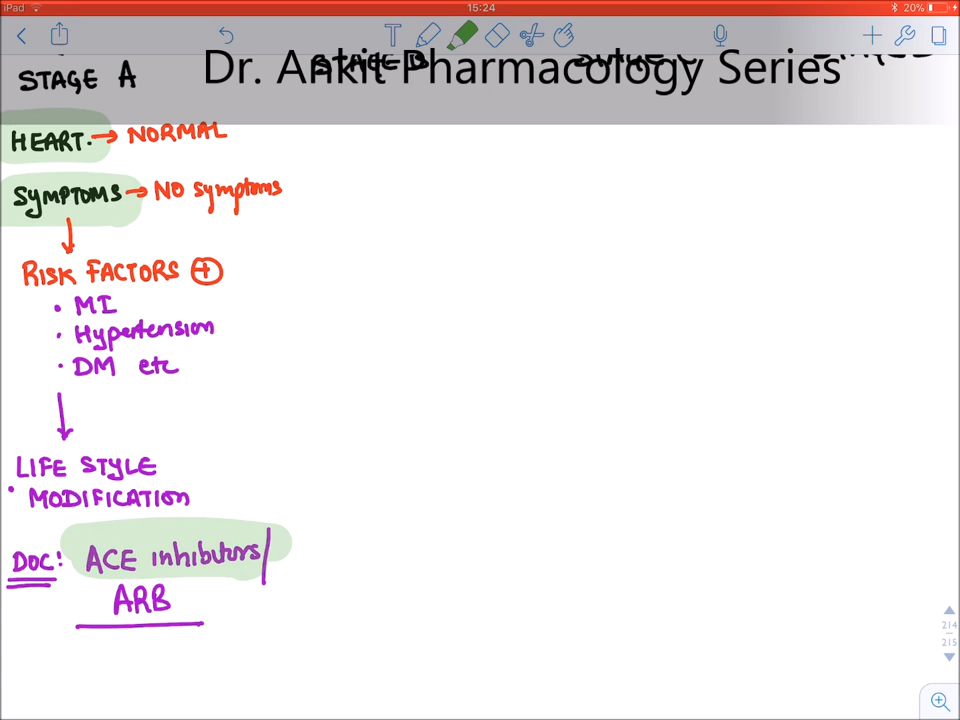 iPad 15:24 20%
Dr. Ankit Pharmacology Series
STAGE A STAGE B
HEART. → NORMAL
SYMPTOMS → NO symptoms
RISK FACTORS +
• MI
• Hypertension
• DM etc
LIFE STYLE
• MODIFICATION
DOC: ACE inhibitors/
ARB
214
215